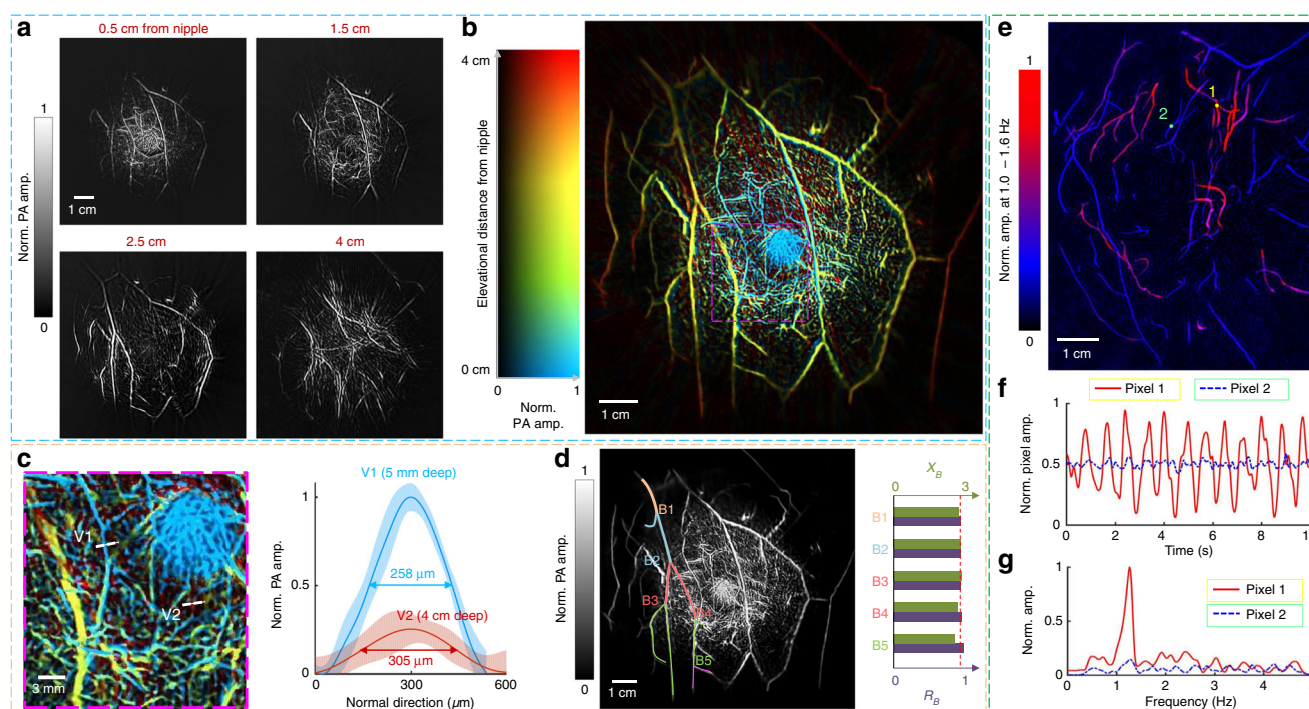 a
0.5 cm from nipple
1.5 cm
1
Norm. PA amp.
0
1 cm
2.5 cm
4 cm
b
4 cm
Elevational distance from nipple
0 cm
0
1
Norm.
PA amp.
1 cm
c
V1
V2
3 mm
V1 (5 mm deep)
1
0.5
0
Norm. PA amp.
258 μm
V2 (4 cm deep)
305 μm
0
300
600
Normal direction (μm)
d
1
Norm. PA amp.
0
B1
B2
B3
B4
B5
1 cm
X_B
0
3
B1
B2
B3
B4
B5
0
1
R_B
e
1
Norm. amp. at 1.0 – 1.6 Hz
0
1
2
1 cm
f
Pixel 1
Pixel 2
Norm. pixel amp.
1.0
0.5
0
0
2
4
6
8
10
Time (s)
g
Norm. amp.
1
0
Pixel 1
Pixel 2
0
1
2
3
4
Frequency (Hz)